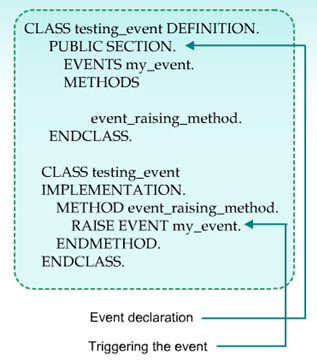 CLASS testing_event DEFINITION.
PUBLIC SECTION.
EVENTS my_event.
METHODS
event_raising_method.
ENDCLASS.
CLASS testing_event
IMPLEMENTATION.
METHOD event_raising_method.
RAISE EVENT my_event.
ENDMETHOD.
ENDCLASS.
Event declaration
Triggering the event